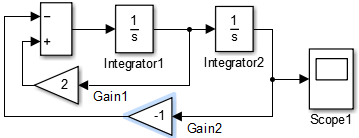 −
+
1
s
1
s
Integrator1
Integrator2
2
Gain1
-1
Gain2
Scope1